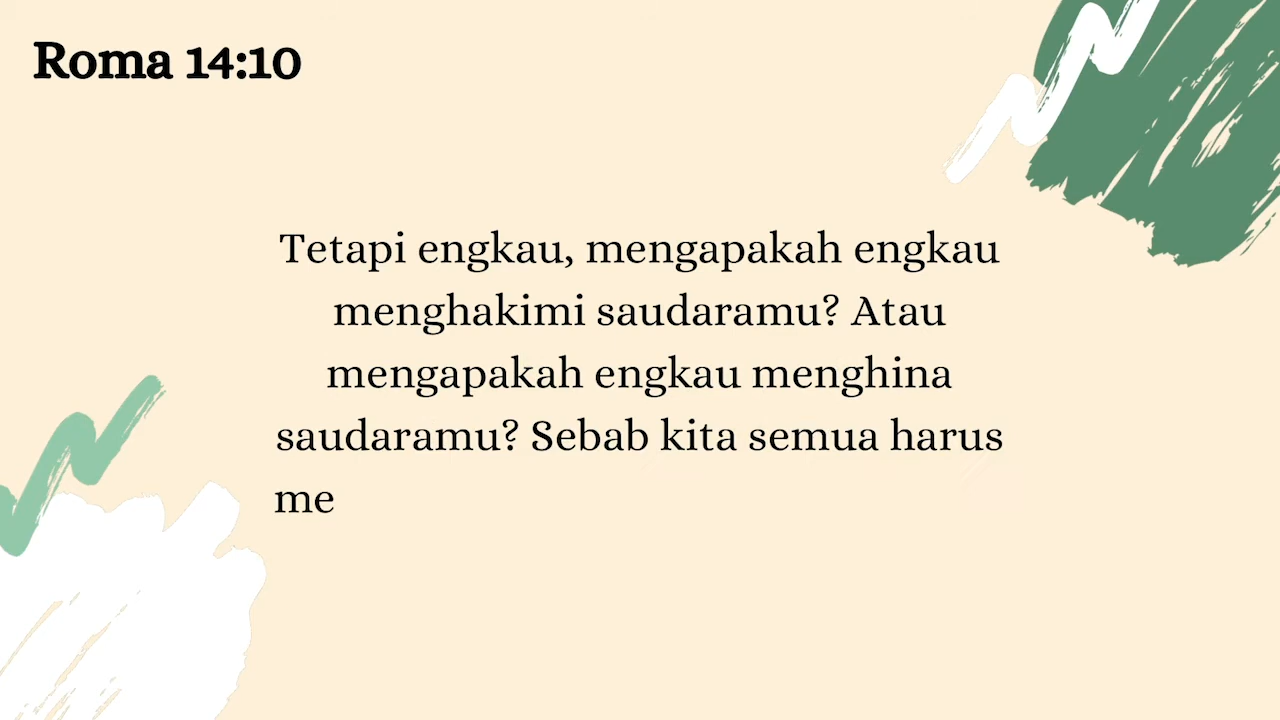 Roma 14:10
Tetapi engkau, mengapakah engkau
menghakimi saudaramu? Atau
mengapakah engkau menghina
saudaramu? Sebab kita semua harus
me